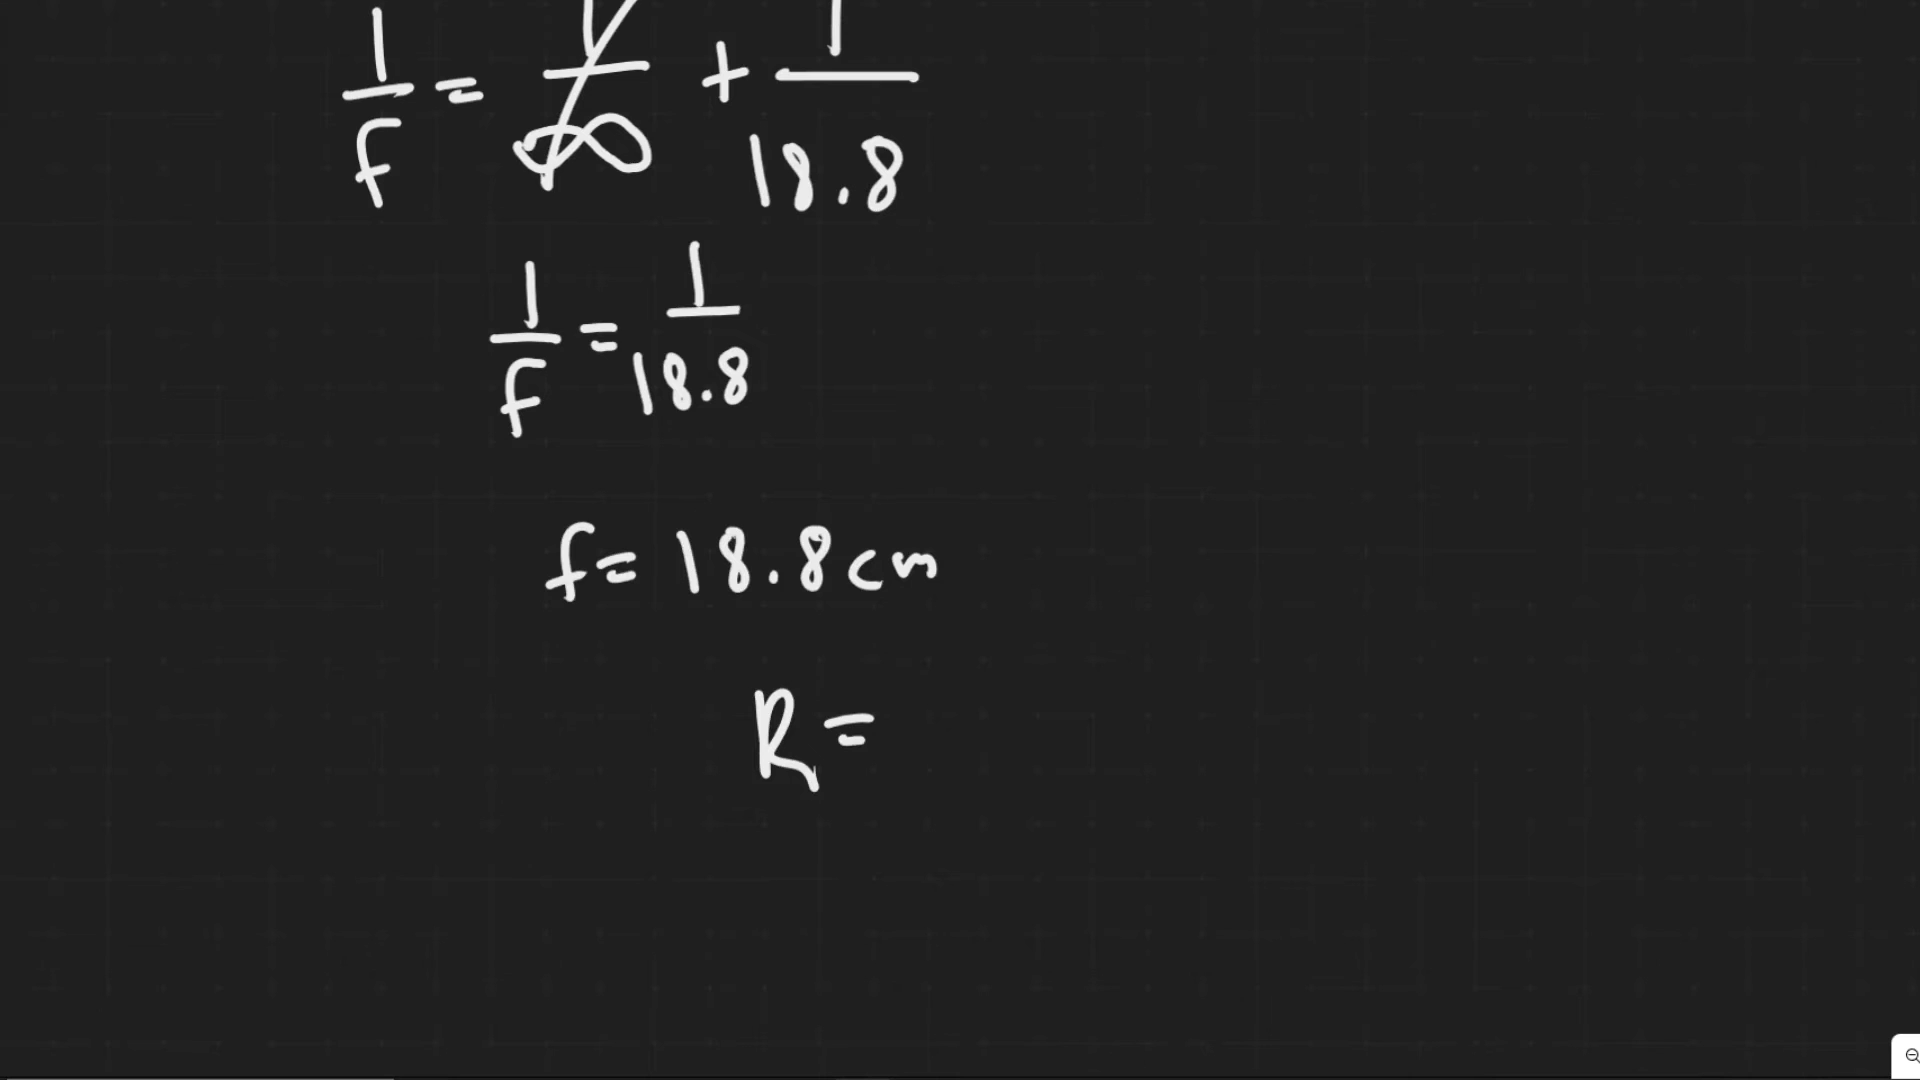 1/f = 1/∞ + 1/18.8
1/f = 1/18.8
f = 18.8 cm
R =